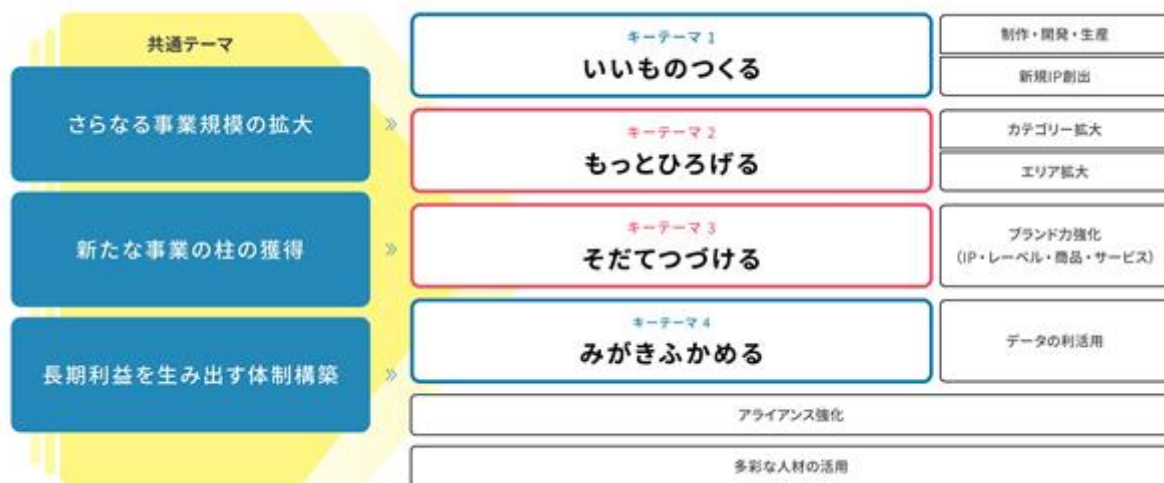 共通テーマ
さらなる事業規模の拡大
新たな事業の柱の獲得
長期利益を生み出す体制構築
キーテーマ 1
いいものつくる
制作・開発・生産
新規IP創出
キーテーマ 2
もっとひろげる
カテゴリー拡大
エリア拡大
キーテーマ 3
そだてつづける
ブランド力強化
(IP・レーベル・商品・サービス)
キーテーマ 4
みがきふかめる
データの利活用
アライアンス強化
多彩な人材の活用